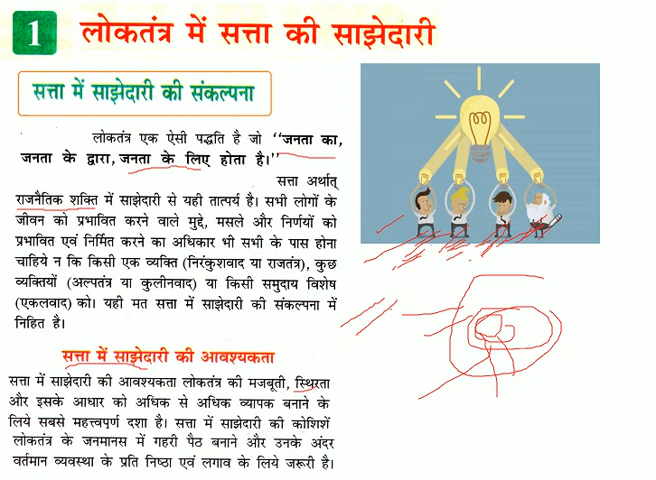 1 लोकतंत्र में सत्ता की साझेदारी
सत्ता में साझेदारी की संकल्पना
लोकतंत्र एक ऐसी पद्धति है जो "जनता का,
जनता के द्वारा, जनता के लिए होता है।"
सत्ता अर्थात्
राजनैतिक शक्ति में साझेदारी से यही तात्पर्य है। सभी लोगों के
जीवन को प्रभावित करने वाले मुद्दे, मसले और निर्णयों को
प्रभावित एवं निर्मित करने का अधिकार भी सभी के पास होना
चाहिये न कि किसी एक व्यक्ति (निरंकुशवाद या राजतंत्र), कुछ
व्यक्तियों (अल्पतंत्र या कुलीनवाद) या किसी समुदाय विशेष
(एकलवाद) को। यही मत सत्ता में साझेदारी की संकल्पना में
निहित है।
सत्ता में साझेदारी की आवश्यकता
सत्ता में साझेदारी की आवश्यकता लोकतंत्र की मजबूती, स्थिरता
और इसके आधार को अधिक से अधिक व्यापक बनाने के
लिये सबसे महत्त्वपूर्ण दशा है। सत्ता में साझेदारी की कोशिशें
लोकतंत्र के जनमानस में गहरी पैठ बनाने और उनके अंदर
वर्तमान व्यवस्था के प्रति निष्ठा एवं लगाव के लिये जरूरी है।